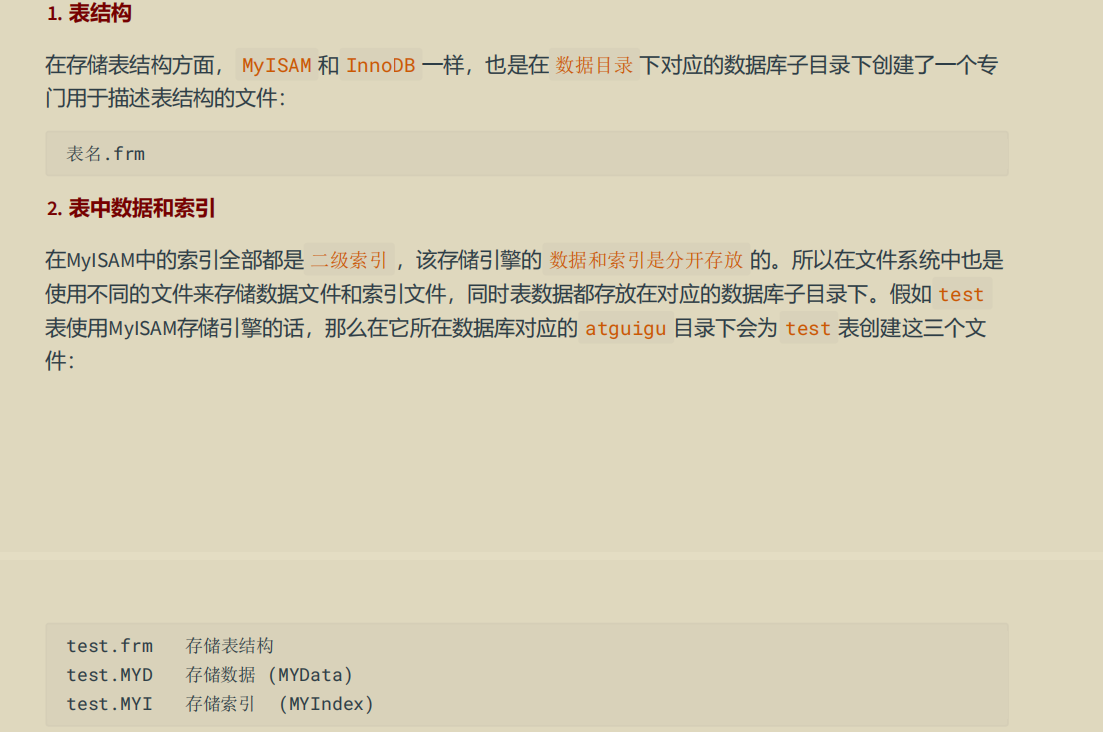 1. 表结构
在存储表结构方面， MyISAM 和 InnoDB 一样，也是在 数据目录 下对应的数据库子目录下创建了一个专
门用于描述表结构的文件：
表名.frm
2. 表中数据和索引
在MyISAM中的索引全部都是 二级索引 ，该存储引擎的 数据和索引是分开存放 的。所以在文件系统中也是
使用不同的文件来存储数据文件和索引文件，同时表数据都存放在对应的数据库子目录下。假如 test
表使用MyISAM存储引擎的话，那么在它所在数据库对应的 atguigu 目录下会为 test 表创建这三个文
件：
test.frm 存储表结构
test.MYD 存储数据 (MYData)
test.MYI 存储索引 (MYIndex)